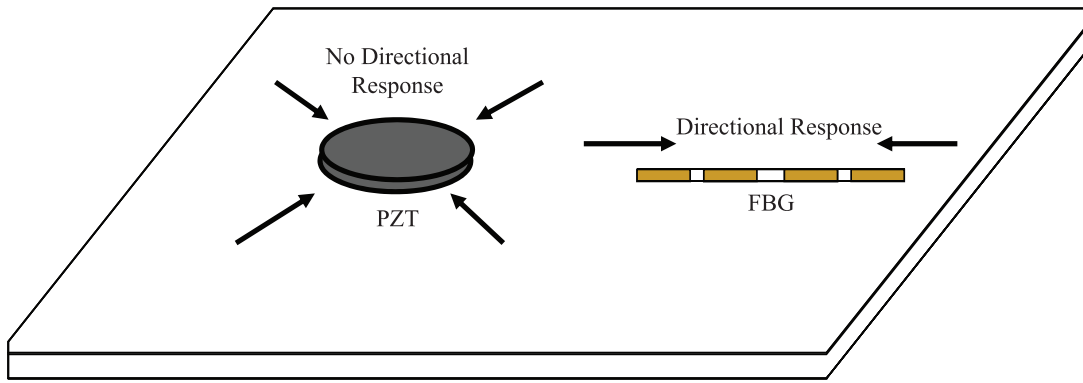 No Directional
Response
PZT
Directional Response
FBG